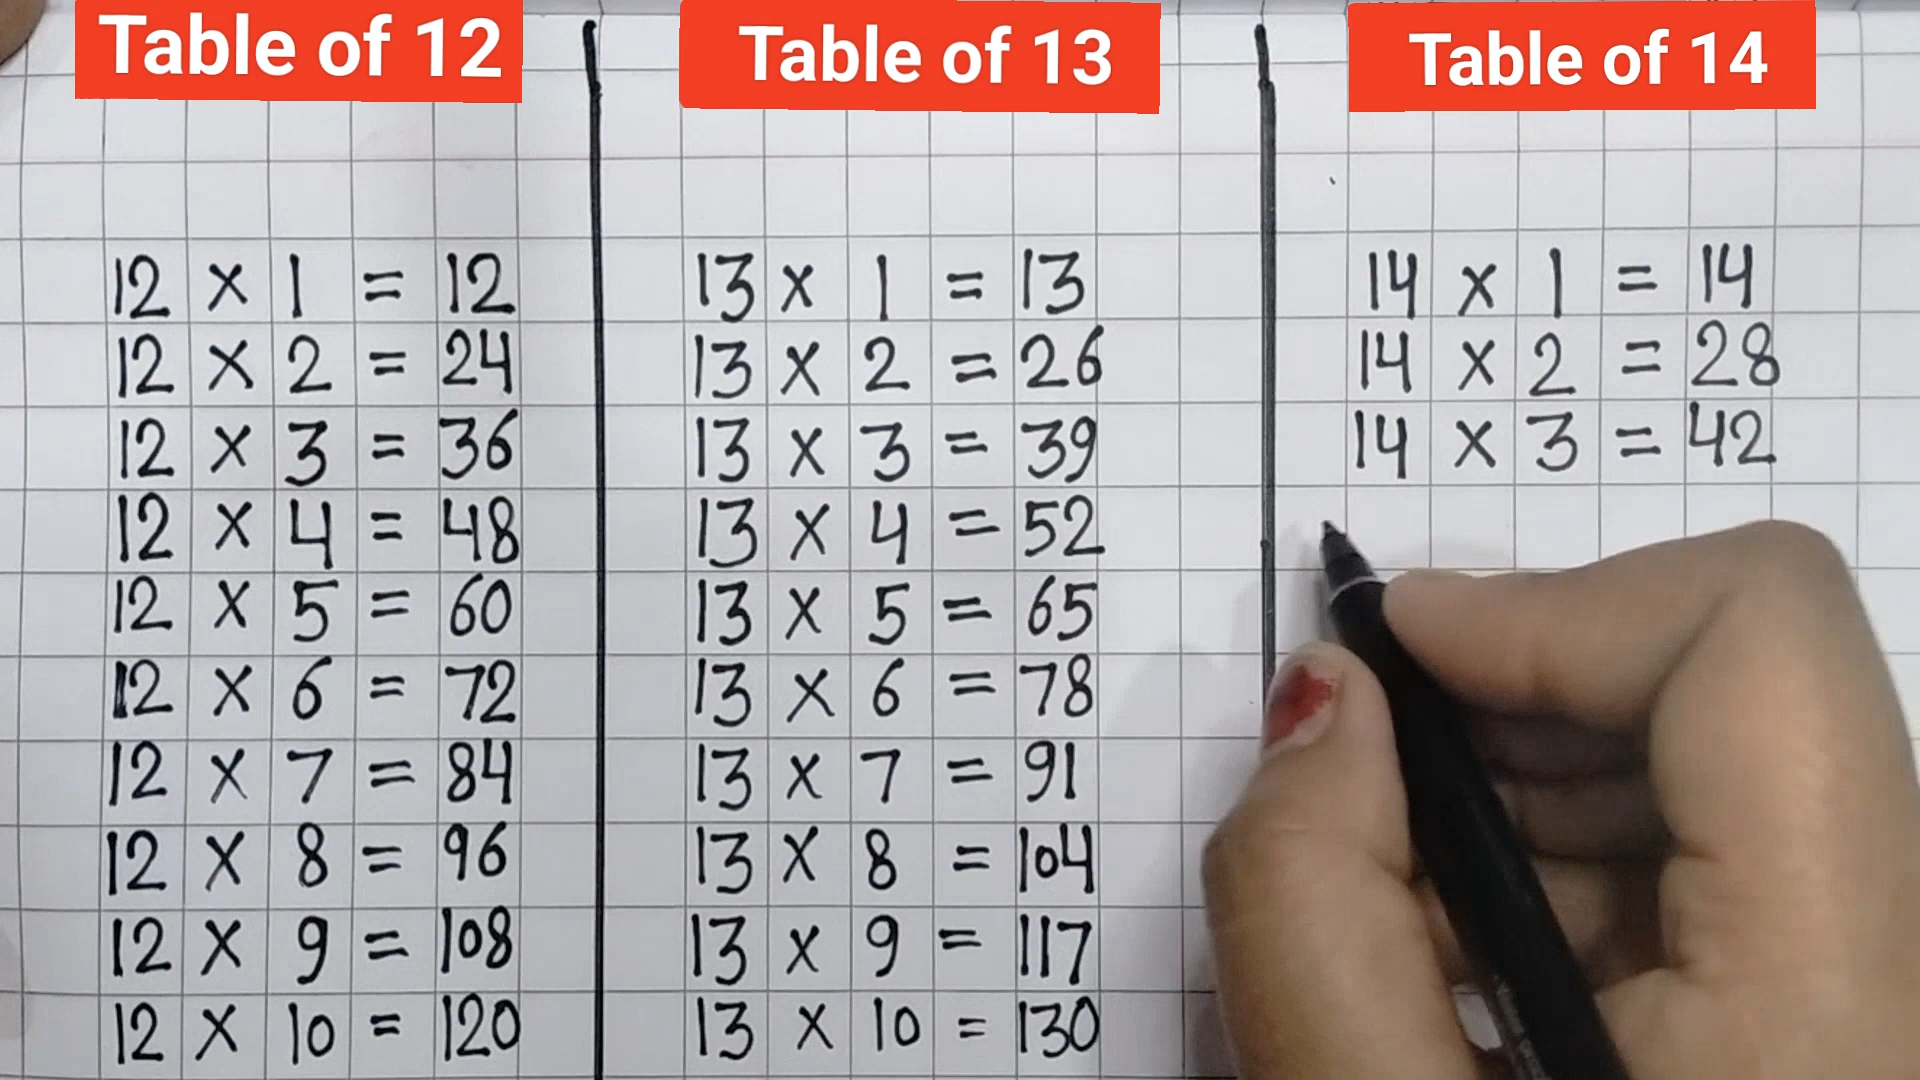 Table of 12
12 × 1 = 12
12 × 2 = 24
12 × 3 = 36
12 × 4 = 48
12 × 5 = 60
12 × 6 = 72
12 × 7 = 84
12 × 8 = 96
12 × 9 = 108
12 × 10 = 120
Table of 13
13 × 1 = 13
13 × 2 = 26
13 × 3 = 39
13 × 4 = 52
13 × 5 = 65
13 × 6 = 78
13 × 7 = 91
13 × 8 = 104
13 × 9 = 117
13 × 10 = 130
Table of 14
14 × 1 = 14
14 × 2 = 28
14 × 3 = 42